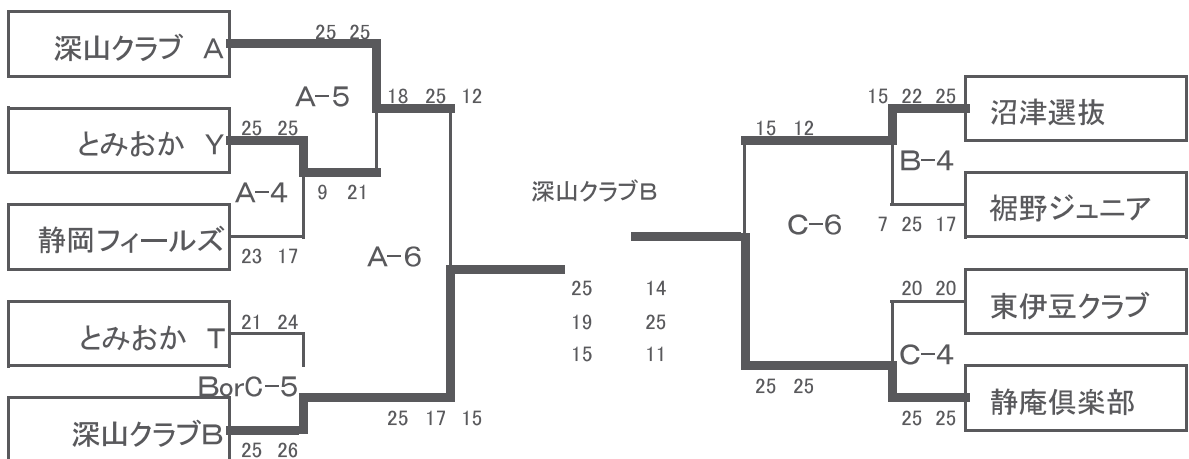 深山クラブ A
25 25
A-5
18 25 12
とみおか Y
25 25
A-4
9 21
静岡フィールズ
23 17
A-6
とみおか T
21 24
BorC-5
深山クラブB
25 26
25 17 15
深山クラブB
25 14
19 25
15 11
15 22 25
沼津選抜
15 12
B-4
裾野ジュニア
7 25 17
C-6
20 20
東伊豆クラブ
C-4
静庵倶楽部
25 25
25 25